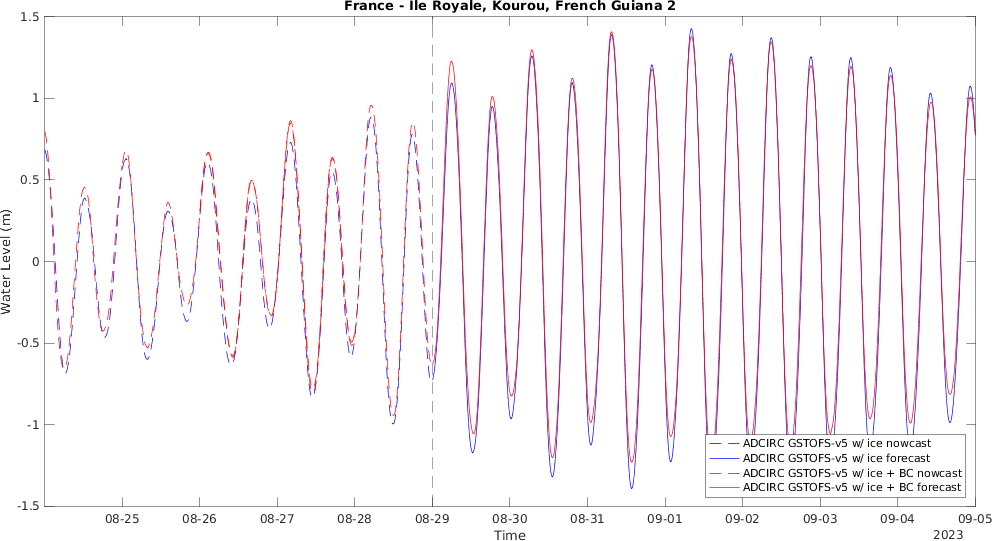 France - Ile Royale, Kourou, French Guiana 2
1.5
1
0.5
0
-0.5
-1
-1.5
Water Level (m)
ADCIRC GSTOFS-v5 w/ ice nowcast
ADCIRC GSTOFS-v5 w/ ice forecast
ADCIRC GSTOFS-v5 w/ ice + BC nowcast
ADCIRC GSTOFS-v5 w/ ice + BC forecast
08-25 08-26 08-27 08-28 08-29 08-30 08-31 09-01 09-02 09-03 09-04 09-05
Time
2023